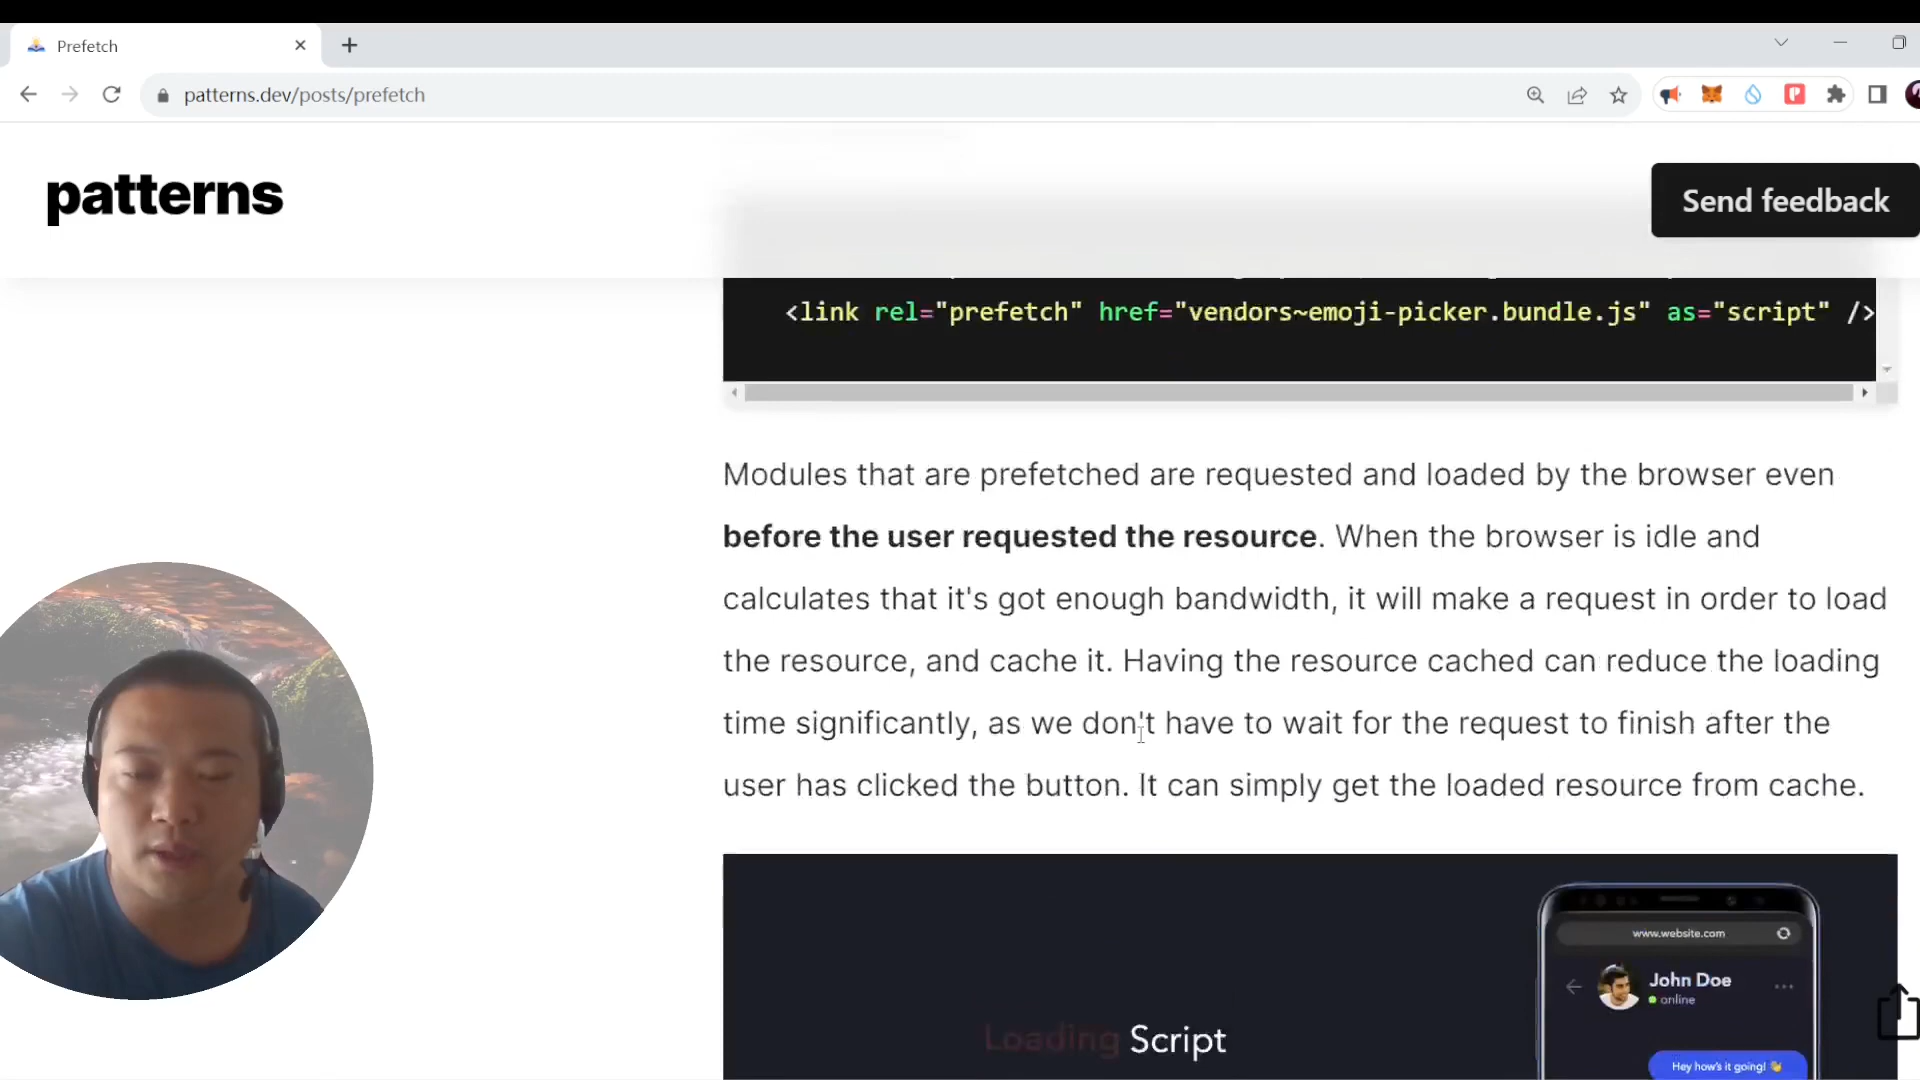 Prefetch
patterns.dev/posts/prefetch
patterns
Send feedback
<link rel="prefetch" href="vendors~emoji-picker.bundle.js" as="script" />
Modules that are prefetched are requested and loaded by the browser even
before the user requested the resource. When the browser is idle and
calculates that it's got enough bandwidth, it will make a request in order to load
the resource, and cache it. Having the resource cached can reduce the loading
time significantly, as we don't have to wait for the request to finish after the
user has clicked the button. It can simply get the loaded resource from cache.
www.website.com
John Doe
online
Loading Script
Hey how's it going! 👋